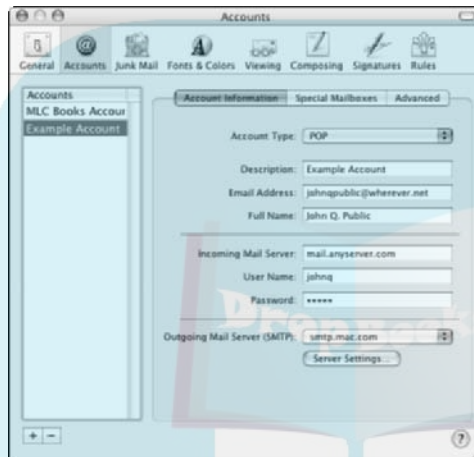 Accounts
General Accounts Junk Mail Fonts & Colors Viewing Composing Signatures Rules
Accounts
MLC Books Accour
Example Account
Account Information Special Mailboxes Advanced
Account Type: POP
Description: Example Account
Email Address: johnqpublic@wherever.net
Full Name: John Q. Public
Incoming Mail Server: mail.anyserver.com
User Name: johnq
Password: •••••
Outgoing Mail Server (SMTP): smtp.mac.com
Server Settings...
+ − ?
DropBook